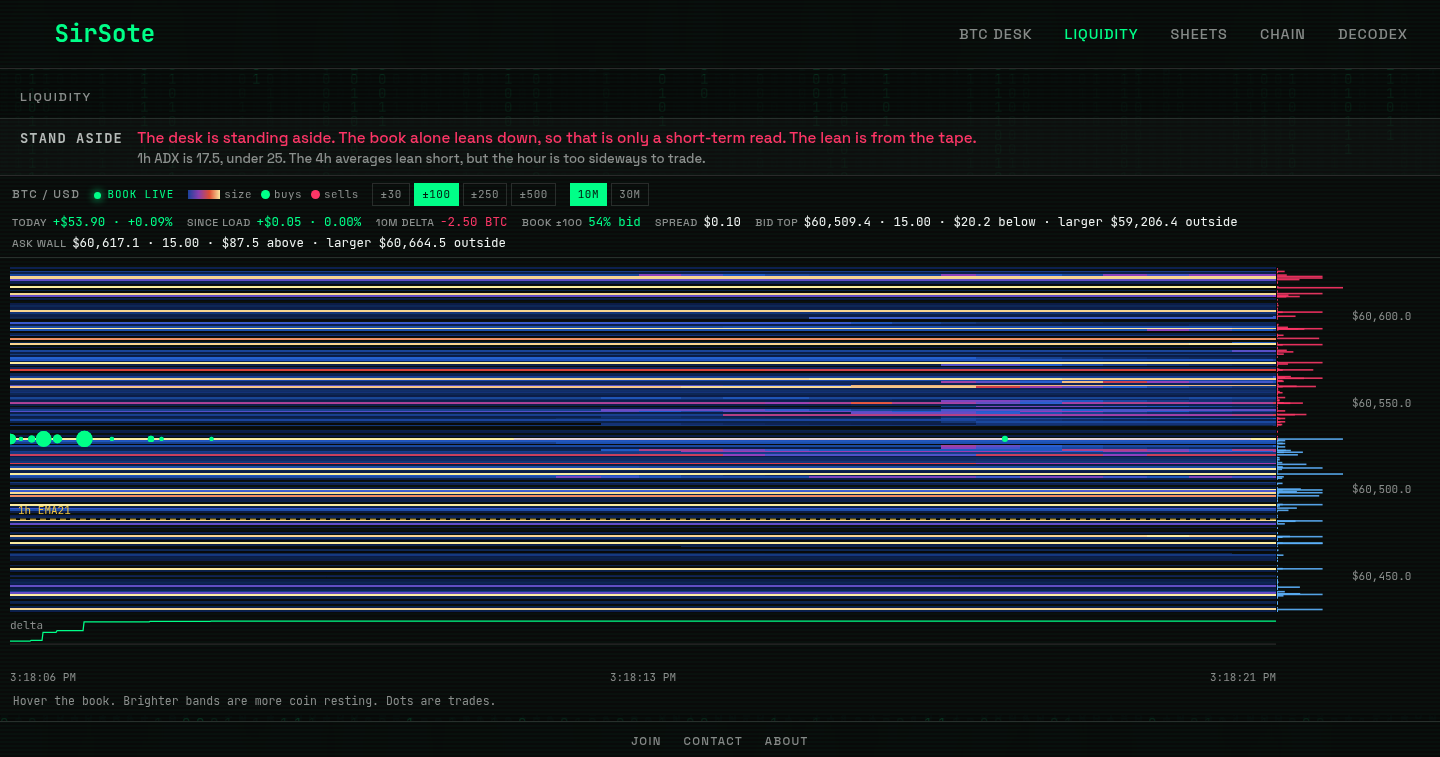 SirSote
BTC DESK LIQUIDITY SHEETS CHAIN DECODEX
LIQUIDITY
STAND ASIDE The desk is standing aside. The book alone leans down, so that is only a short-term read. The lean is from the tape.
1h ADX is 17.5, under 25. The 4h averages lean short, but the hour is too sideways to trade.
BTC / USD BOOK LIVE size buys sells ±30 ±100 ±250 ±500 10M 30M
TODAY +$53.90 · +0.09% SINCE LOAD +$0.05 · 0.00% 10M DELTA -2.50 BTC BOOK ±100 54% bid SPREAD $0.10 BID TOP $60,509.4 · 15.00 · $20.2 below · larger $59,206.4 outside
ASK WALL $60,617.1 · 15.00 · $87.5 above · larger $60,664.5 outside
$60,600.0
$60,550.0
$60,500.0
1h EMA21
$60,450.0
delta
3:18:06 PM 3:18:13 PM 3:18:21 PM
Hover the book. Brighter bands are more coin resting. Dots are trades.
JOIN CONTACT ABOUT